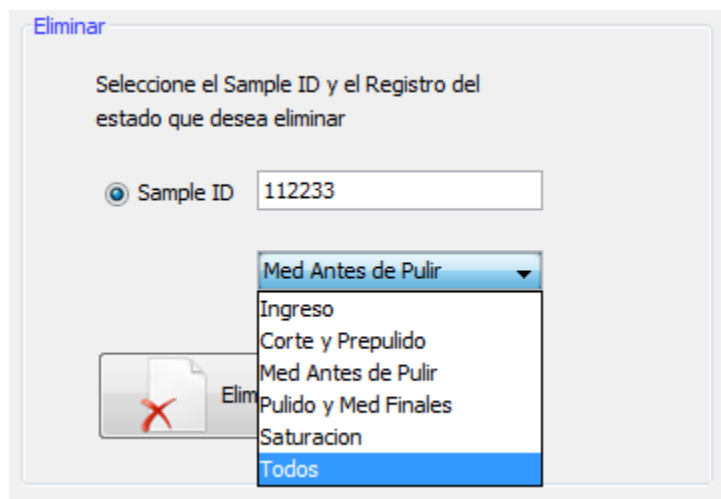 Eliminar
Seleccione el Sample ID y el Registro del
estado que desea eliminar
Sample ID 112233
Med Antes de Pulir
Ingreso
Corte y Prepulido
Med Antes de Pulir
Elim
Pulido y Med Finales
Saturacion
Todos